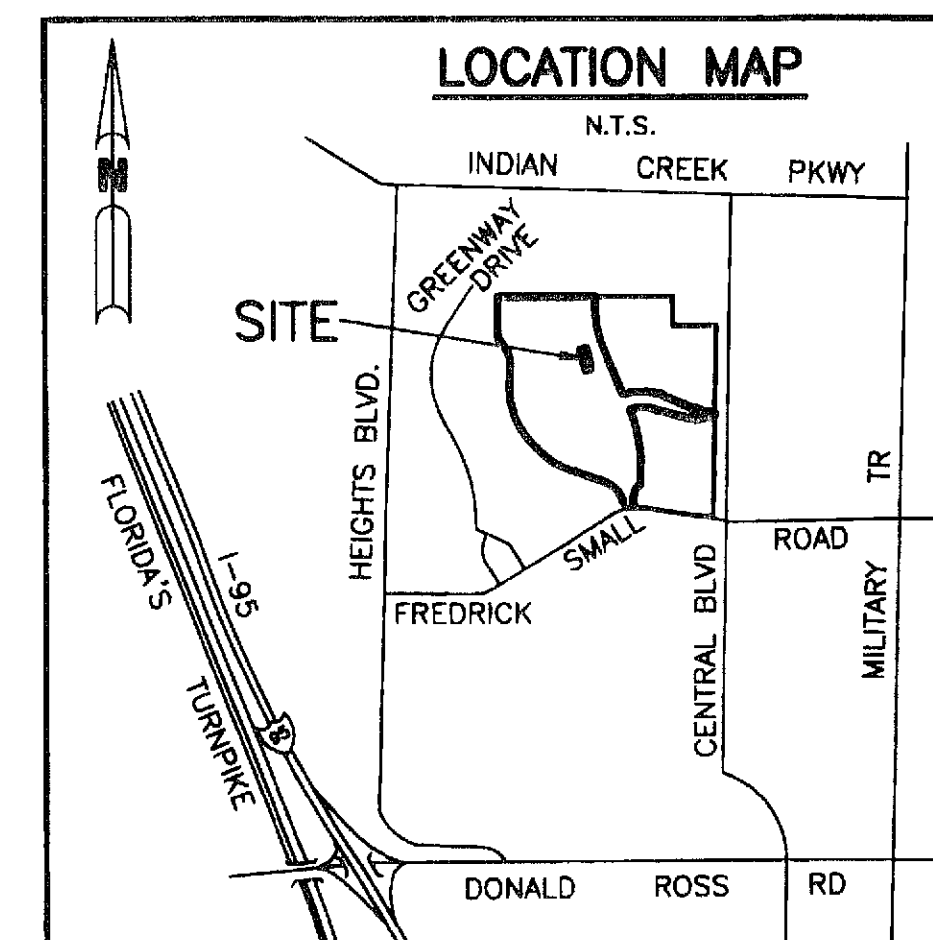 LOCATION MAP
N.T.S.
N
INDIAN CREEK PKWY
GREENWAY
DRIVE
SITE
HEIGHTS BLVD.
FLORIDA'S
TURNPIKE
I-95
95
SMALL
FREDRICK
ROAD
CENTRAL BLVD
MILITARY TR
DONALD ROSS RD